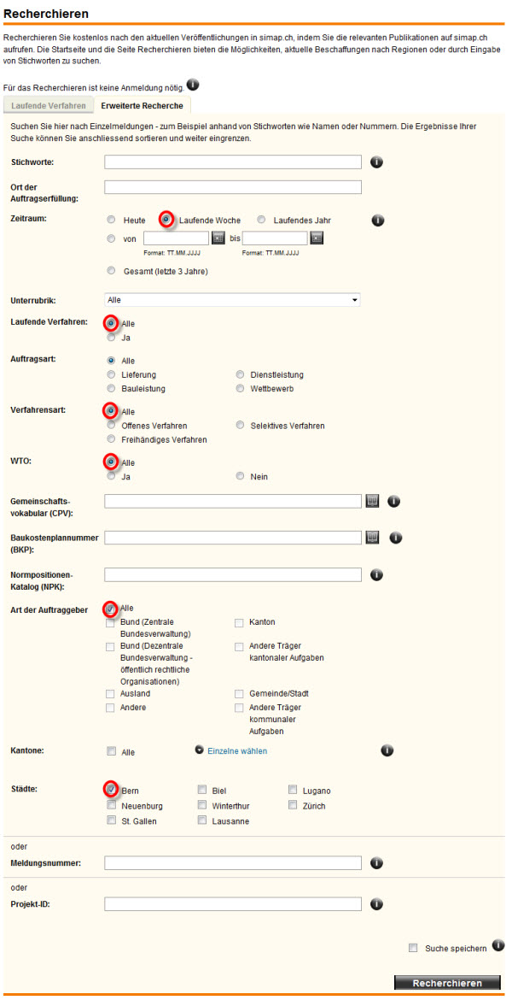 Recherchieren
Recherchieren Sie kostenlos nach den aktuellen Veröffentlichungen in simap.ch, indem Sie die relevanten Publikationen auf simap.ch
aufrufen. Die Startseite und die Seite Recherchieren bieten die Möglichkeiten, aktuelle Beschaffungen nach Regionen oder durch Eingabe
von Stichworten zu suchen.
Für das Recherchieren ist keine Anmeldung nötig. i
Laufende Verfahren Erweiterte Recherche
Suchen Sie hier nach Einzelmeldungen - zum Beispiel anhand von Stichworten wie Namen oder Nummern. Die Ergebnisse Ihrer
Suche können Sie anschliessend sortieren und weiter eingrenzen.
Stichworte: i
Ort der
Auftragserfüllung:
Zeitraum: Heute Laufende Woche Laufendes Jahr i
von bis
Format: TT.MM.JJJJ Format: TT.MM.JJJJ
Gesamt (letzte 3 Jahre)
Unterrubrik: Alle
Laufende Verfahren: Alle
Ja
Auftragsart: Alle
Lieferung Dienstleistung
Bauleistung Wettbewerb
Verfahrensart: Alle
Offenes Verfahren Selektives Verfahren
Freihändiges Verfahren
WTO: Alle
Ja Nein
Gemeinschafts-
vokabular (CPV): i
Baukostenplannummer
(BKP): i
Normpositionen-
Katalog (NPK): i
Art der Auftraggeber Alle
Bund (Zentrale
Bundesverwaltung)
Kanton
Bund (Dezentrale
Bundesverwaltung -
öffentlich rechtliche
Organisationen)
Andere Träger
kantonaler Aufgaben
Ausland Gemeinde/Stadt
Andere Andere Träger
kommunaler
Aufgaben
Kantone: Alle Einzelne wählen i
Städte: Bern Biel Lugano
Neuenburg Winterthur Zürich
St. Gallen Lausanne
oder
Meldungsnummer: i
oder
Projekt-ID: i
Suche speichern i
Recherchieren